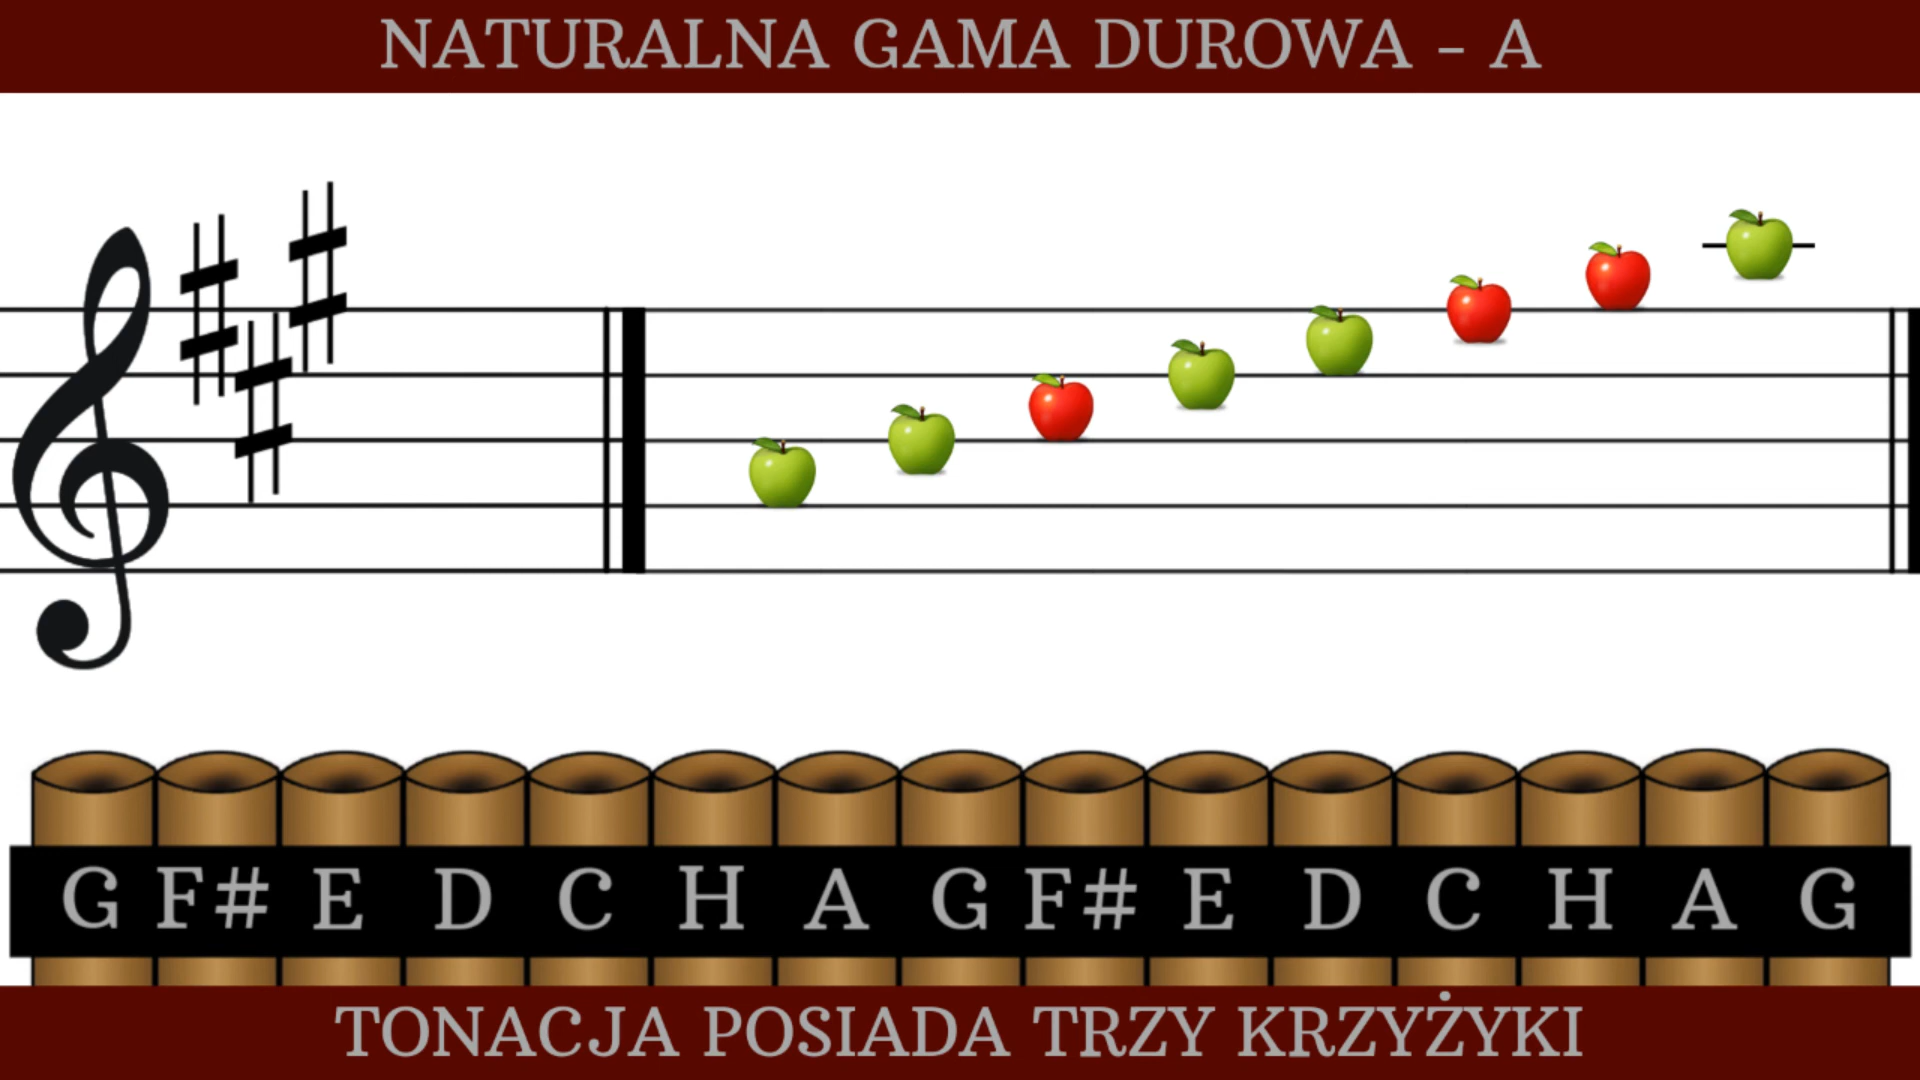 NATURALNA GAMA DUROWA - A
G F# E D C H A G F# E D C H A G
TONACJA POSIADA TRZY KRZYŻYKI